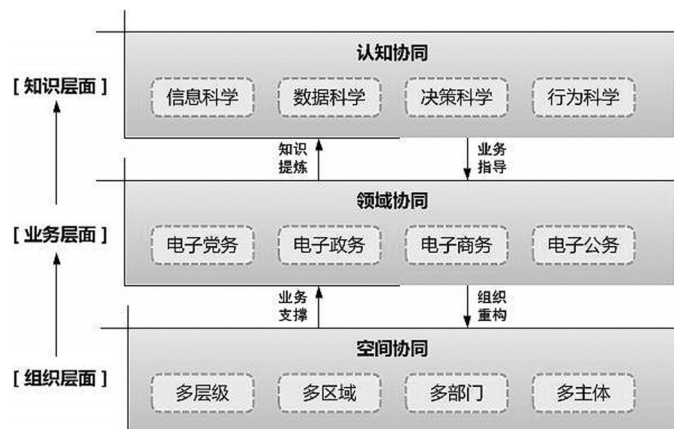 认知协同
[ 知识层面 ]
信息科学 数据科学 决策科学 行为科学
知识
提炼
业务
指导
领域协同
[ 业务层面 ]
电子党务 电子政务 电子商务 电子公务
业务
支撑
组织
重构
空间协同
[ 组织层面 ]
多层级 多区域 多部门 多主体